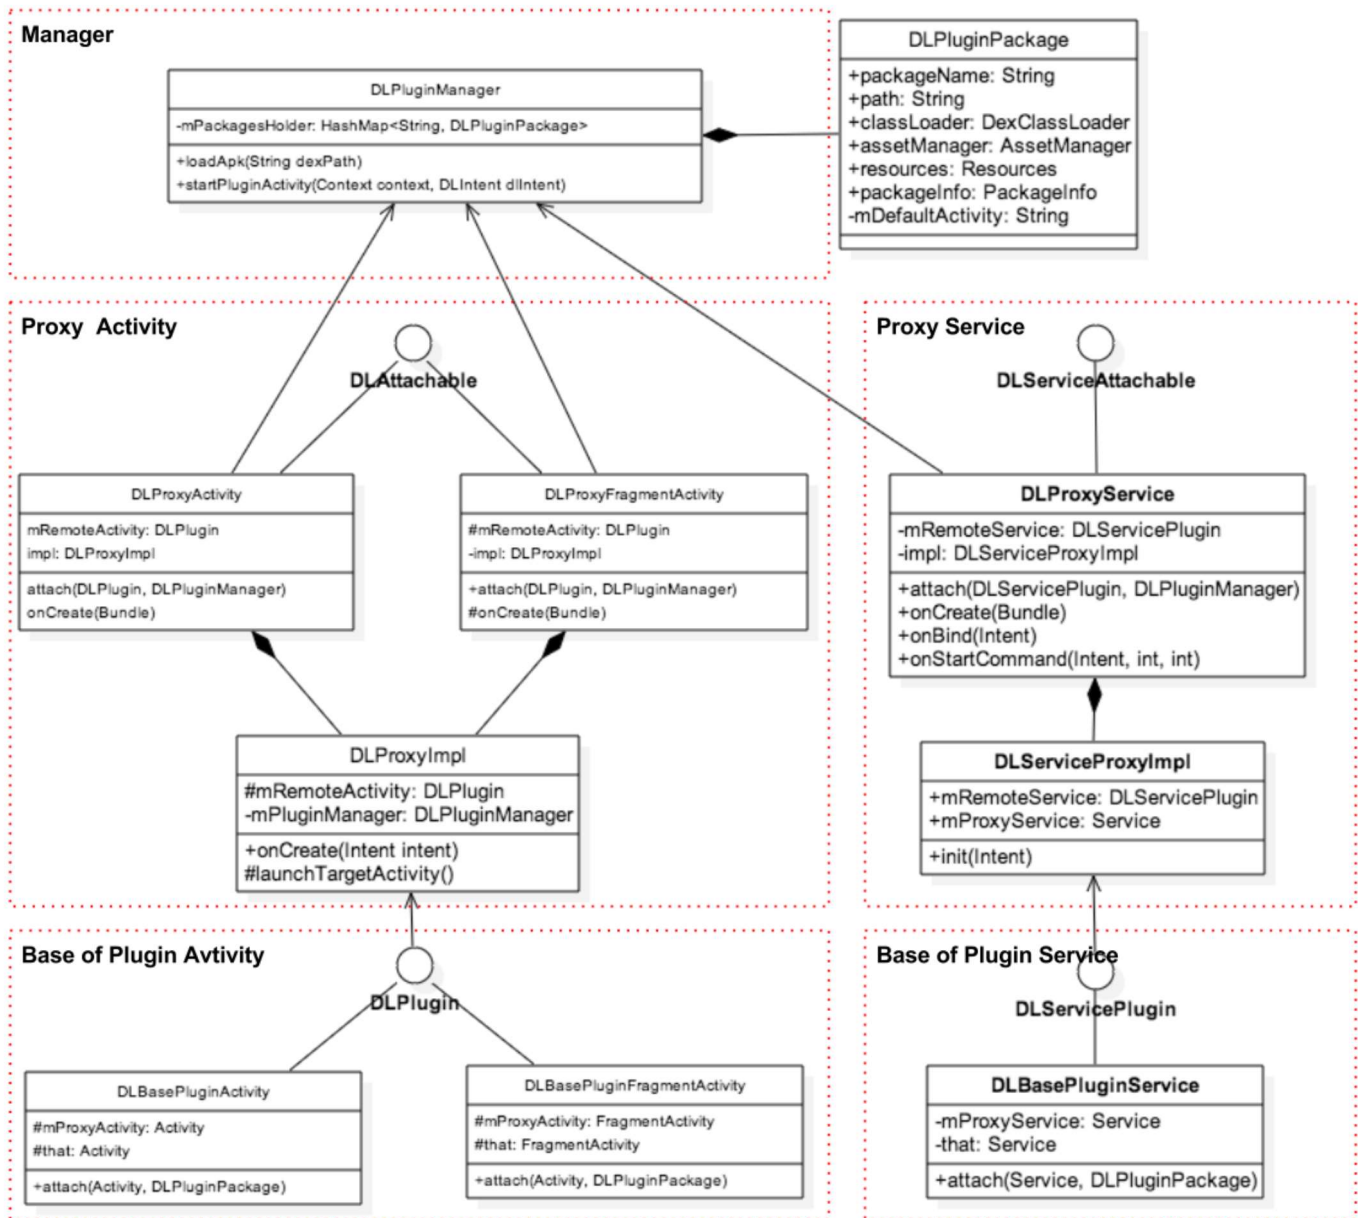 Manager
DLPluginManager
-mPackagesHolder: HashMap<String, DLPluginPackage>
+loadApk(String dexPath)
+startPluginActivity(Context context, DLIntent dlIntent)
DLPluginPackage
+packageName: String
+path: String
+classLoader: DexClassLoader
+assetManager: AssetManager
+resources: Resources
+packageInfo: PackageInfo
-mDefaultActivity: String
Proxy Activity
DLAttachable
DLProxyActivity
mRemoteActivity: DLPlugin
impl: DLProxyImpl
attach(DLPlugin, DLPluginManager)
onCreate(Bundle)
DLProxyFragmentActivity
#mRemoteActivity: DLPlugin
-impl: DLProxyImpl
+attach(DLPlugin, DLPluginManager)
#onCreate(Bundle)
DLProxyImpl
#mRemoteActivity: DLPlugin
-mPluginManager: DLPluginManager
+onCreate(Intent intent)
#launchTargetActivity()
Proxy Service
DLServiceAttachable
DLProxyService
-mRemoteService: DLServicePlugin
-impl: DLServiceProxyImpl
+attach(DLServicePlugin, DLPluginManager)
+onCreate(Bundle)
+onBind(Intent)
+onStartCommand(Intent, int, int)
DLServiceProxyImpl
+mRemoteService: DLServicePlugin
+mProxyService: Service
+init(Intent)
Base of Plugin Avtivity
DLPlugin
DLBasePluginActivity
#mProxyActivity: Activity
#that: Activity
+attach(Activity, DLPluginPackage)
DLBasePluginFragmentActivity
#mProxyActivity: FragmentActivity
#that: FragmentActivity
+attach(Activity, DLPluginPackage)
Base of Plugin Service
DLServicePlugin
DLBasePluginService
-mProxyService: Service
-that: Service
+attach(Service, DLPluginPackage)